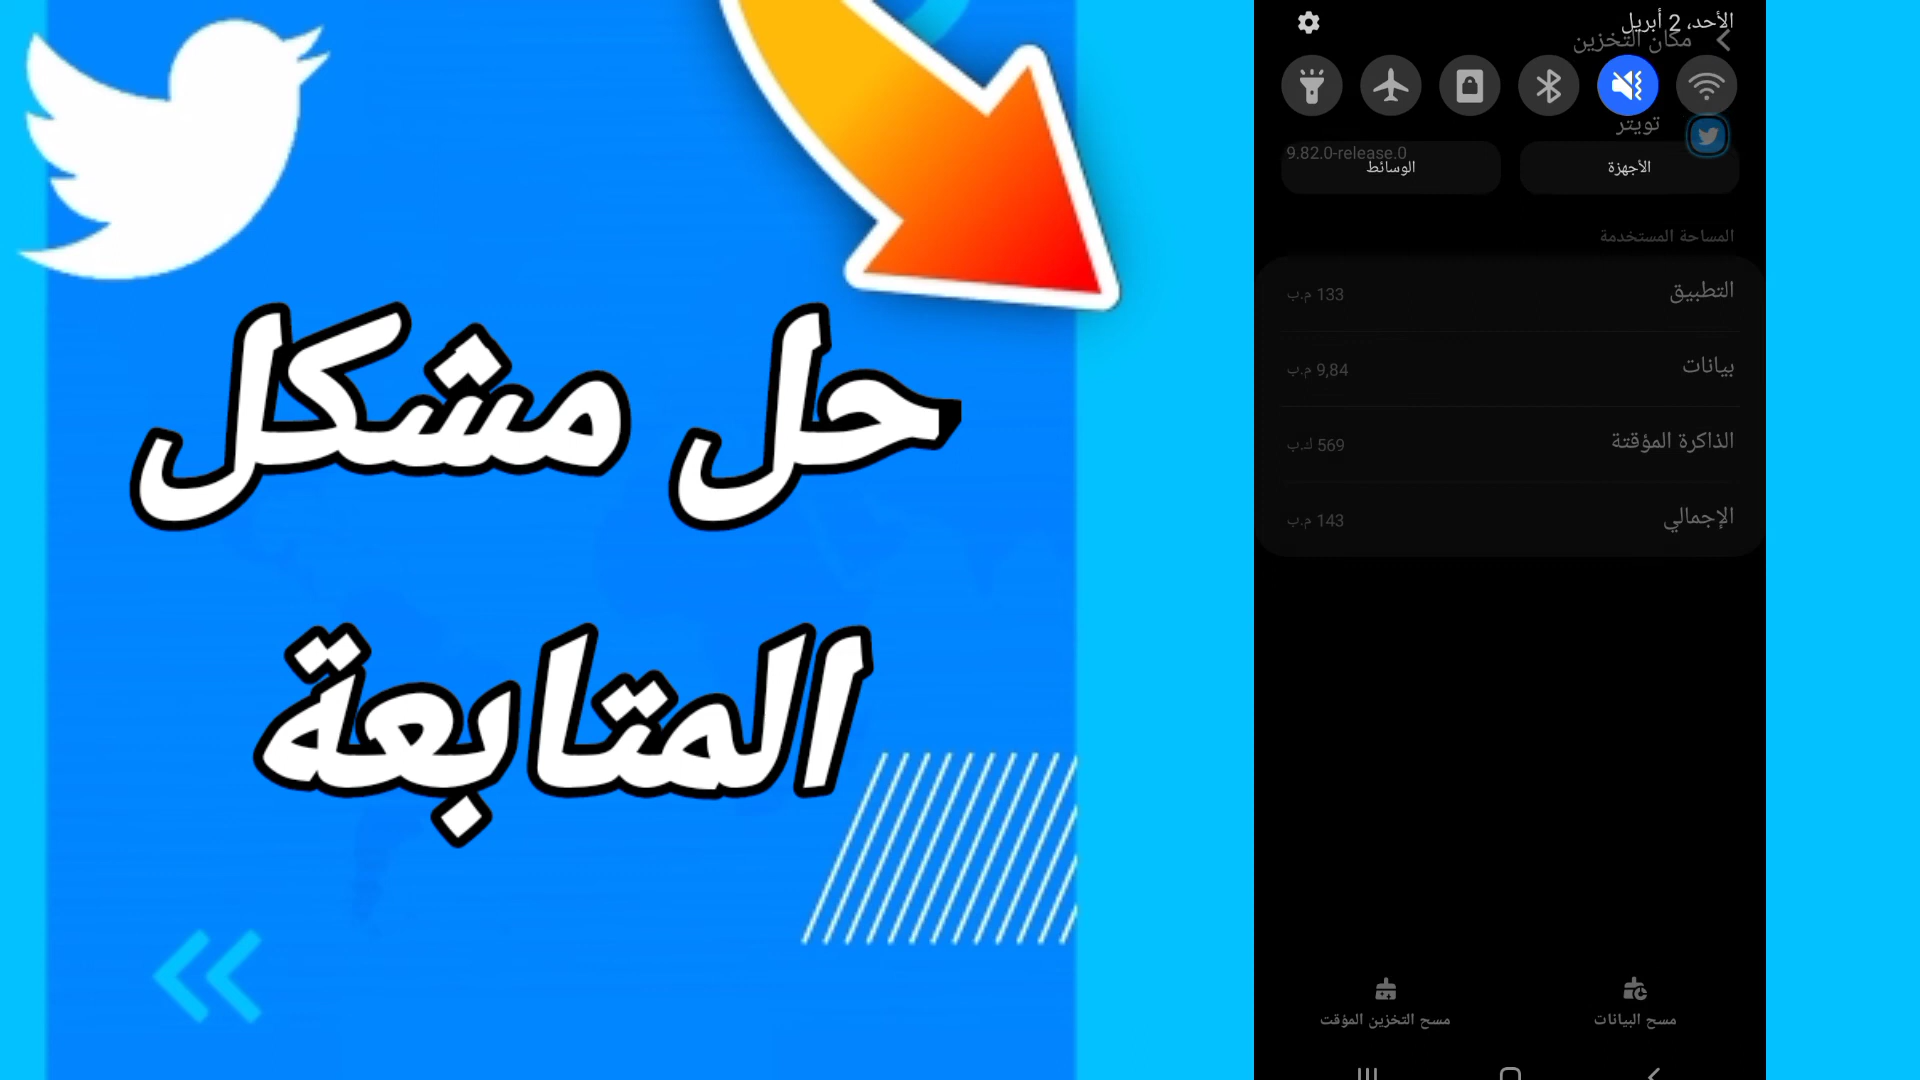 حل مشكل
المتابعة
الأحد، 2 أبريل
مكان التخزين
تويتر
9.82.0-release.0
الأجهزة
الوسائط
المساحة المستخدمة
التطبيق 133 م.ب
بيانات 9,84 م.ب
الذاكرة المؤقتة 569 ك.ب
الإجمالي 143 م.ب
مسح البيانات
مسح التخزين المؤقت